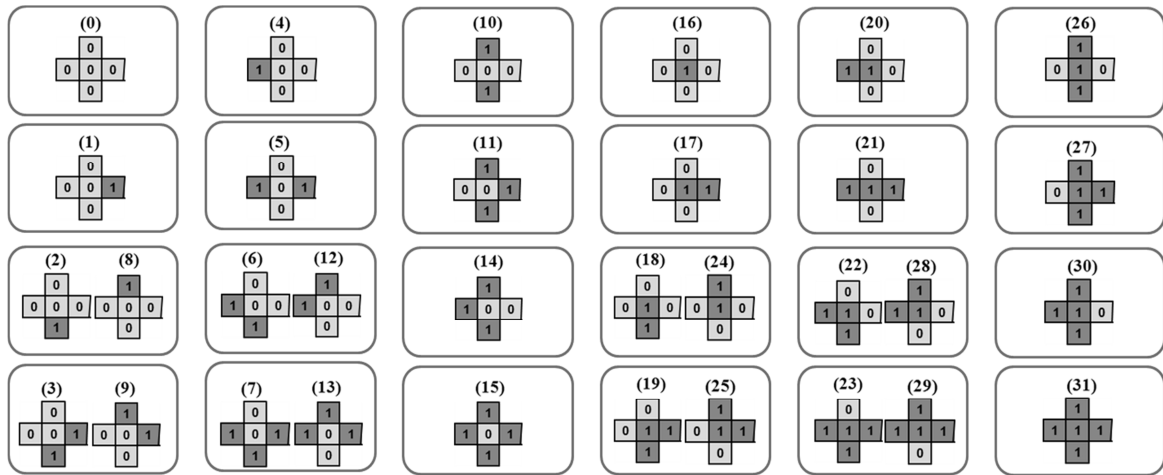 (0) (4) (10) (16) (20) (26)
0 0 1 0 0 1
0 0 0 1 0 0 0 0 0 0 1 0 1 1 0 0 1 0
0 0 1 0 0 1
(1) (5) (11) (17) (21) (27)
0 0 1 0 0 1
0 0 1 1 0 1 0 0 1 0 1 1 1 1 1 0 1 1
0 0 1 0 0 1
(2) (8) (6) (12) (14) (18) (24) (22) (28) (30)
0 1 0 1 1 0 1 0 1 1
0 0 0 0 0 0 1 0 0 1 0 0 1 0 0 0 1 0 0 1 0 1 1 0 1 1 0 1 1 0
1 0 1 0 1 1 0 1 0 1
(3) (9) (7) (13) (15) (19) (25) (23) (29) (31)
0 1 0 1 1 0 1 0 1 1
0 0 1 0 0 1 1 0 1 1 0 1 1 0 1 0 1 1 0 1 1 1 1 1 1 1 1 1 1 1
1 0 1 0 1 1 0 1 0 1